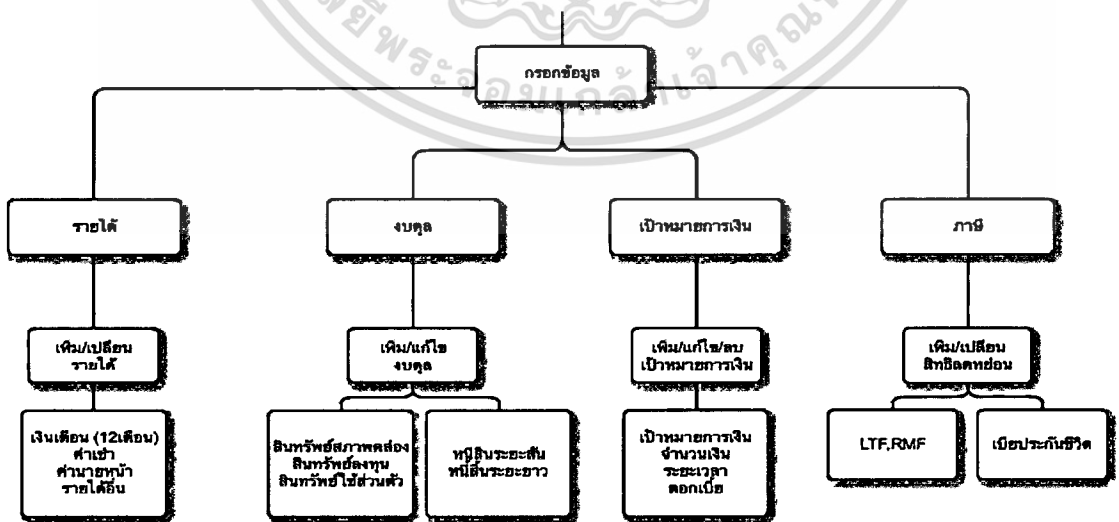 กรอกข้อมูล
รายได้
งบดุล
เป้าหมายการเงิน
ภาษี
เพิ่ม/เปลี่ยน
รายได้
เพิ่ม/แก้ไข
งบดุล
เพิ่ม/แก้ไข/ลบ
เป้าหมายการเงิน
เพิ่ม/เปลี่ยน
สิทธิลดหย่อน
เงินเดือน (12เดือน)
ค่าเช่า
ค่านายหน้า
รายได้อื่น
สินทรัพย์สภาพคล่อง
สินทรัพย์ลงทุน
สินทรัพย์ใช้ส่วนตัว
หนี้สินระยะสั้น
หนี้สินระยะยาว
เป้าหมายการเงิน
จำนวนเงิน
ระยะเวลา
ดอกเบี้ย
LTF,RMF
เบี้ยประกันชีวิต